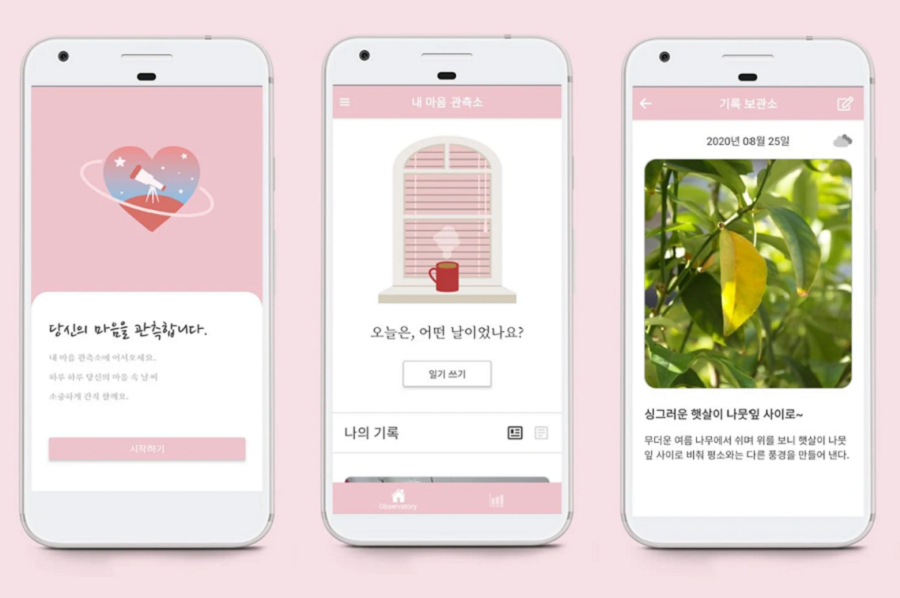 당신의 마음을 관측합니다.
내 마음 관측소에 어서오세요.
하루 하루 당신의 마음 속 날씨
소중하게 간직 할께요.
시작하기
내 마음 관측소
오늘은, 어떤 날이었나요?
일기 쓰기
나의 기록
Observatory
기록 보관소
2020년 08월 25일
싱그러운 햇살이 나뭇잎 사이로~
무더운 여름 나무에서 쉬며 위를 보니 햇살이 나뭇
잎 사이로 비춰 평소와는 다른 풍경을 만들어 낸다.